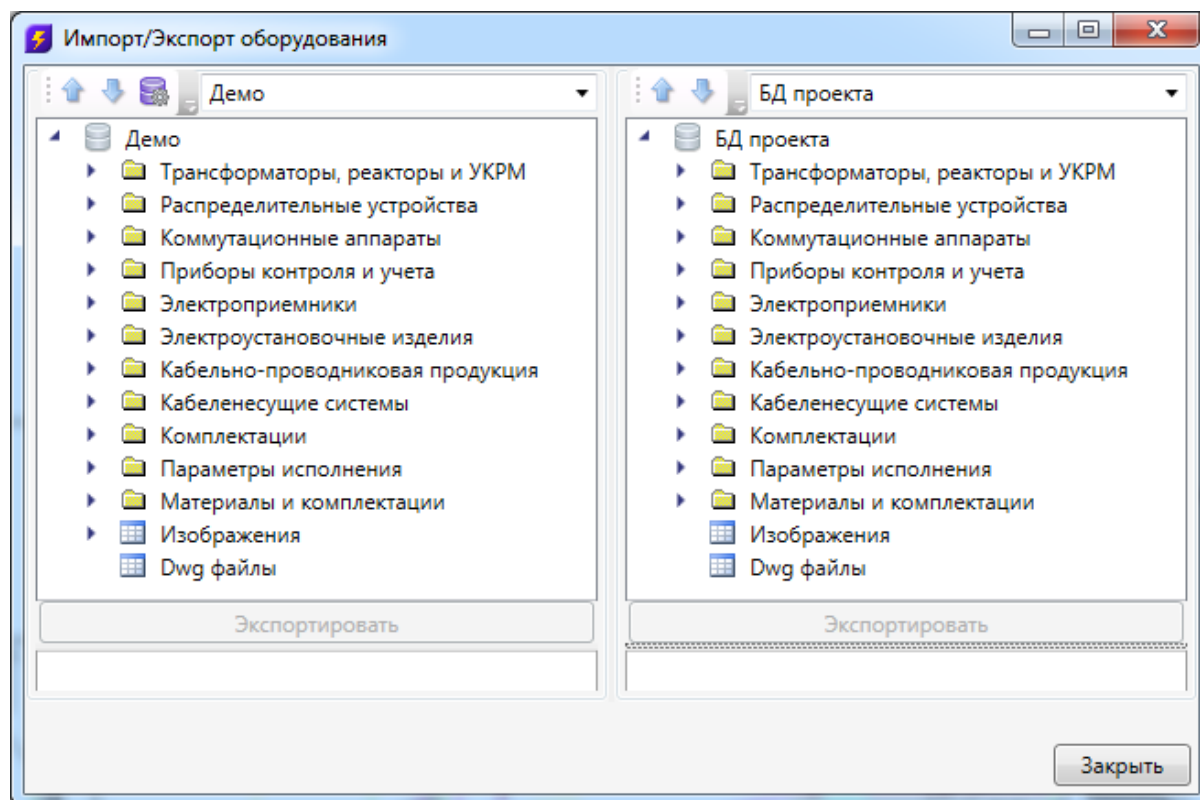 Импорт/Экспорт оборудования
Демо
Демо
Трансформаторы, реакторы и УКРМ
Распределительные устройства
Коммутационные аппараты
Приборы контроля и учета
Электроприемники
Электроустановочные изделия
Кабельно-проводниковая продукция
Кабеленесущие системы
Комплектации
Параметры исполнения
Материалы и комплектации
Изображения
Dwg файлы
Экспортировать
БД проекта
БД проекта
Трансформаторы, реакторы и УКРМ
Распределительные устройства
Коммутационные аппараты
Приборы контроля и учета
Электроприемники
Электроустановочные изделия
Кабельно-проводниковая продукция
Кабеленесущие системы
Комплектации
Параметры исполнения
Материалы и комплектации
Изображения
Dwg файлы
Экспортировать
Закрыть